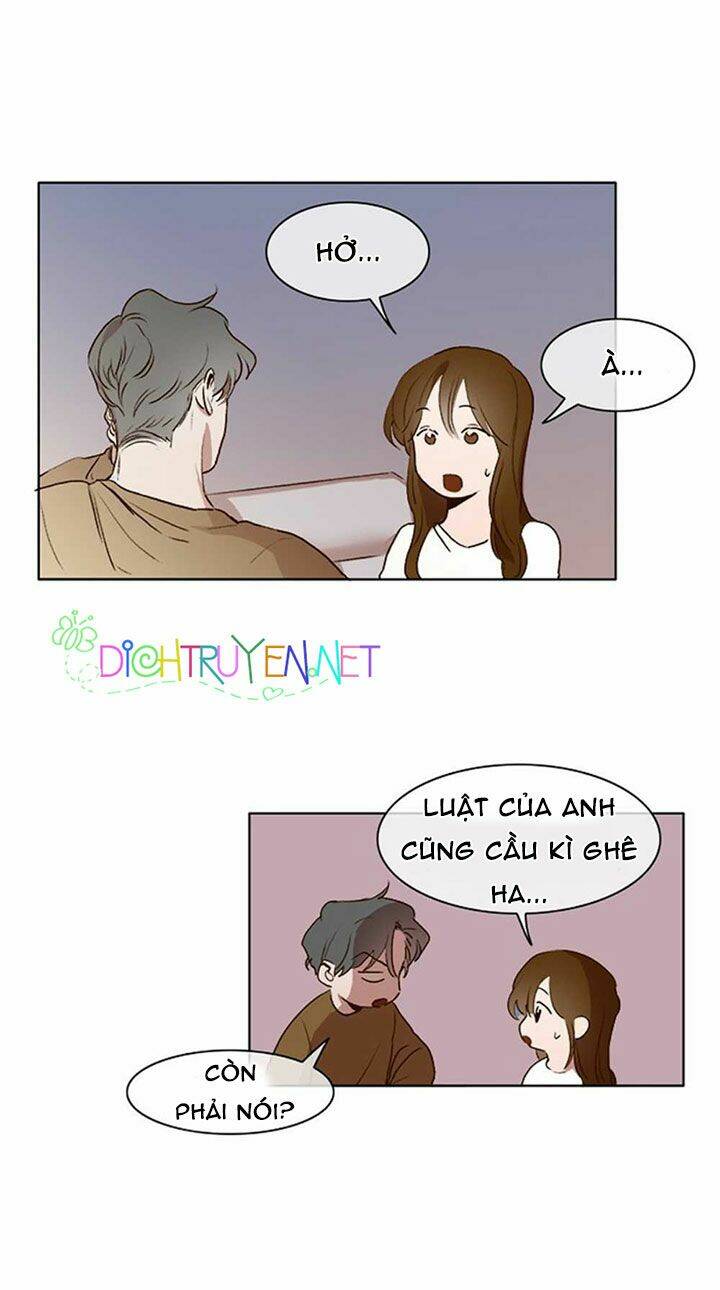 HỞ...
À...
DICHTRUYEN.NET
LUẬT CỦA ANH
CŨNG CẦU KÌ GHÊ
HA...
CÒN
PHẢI NÓI?